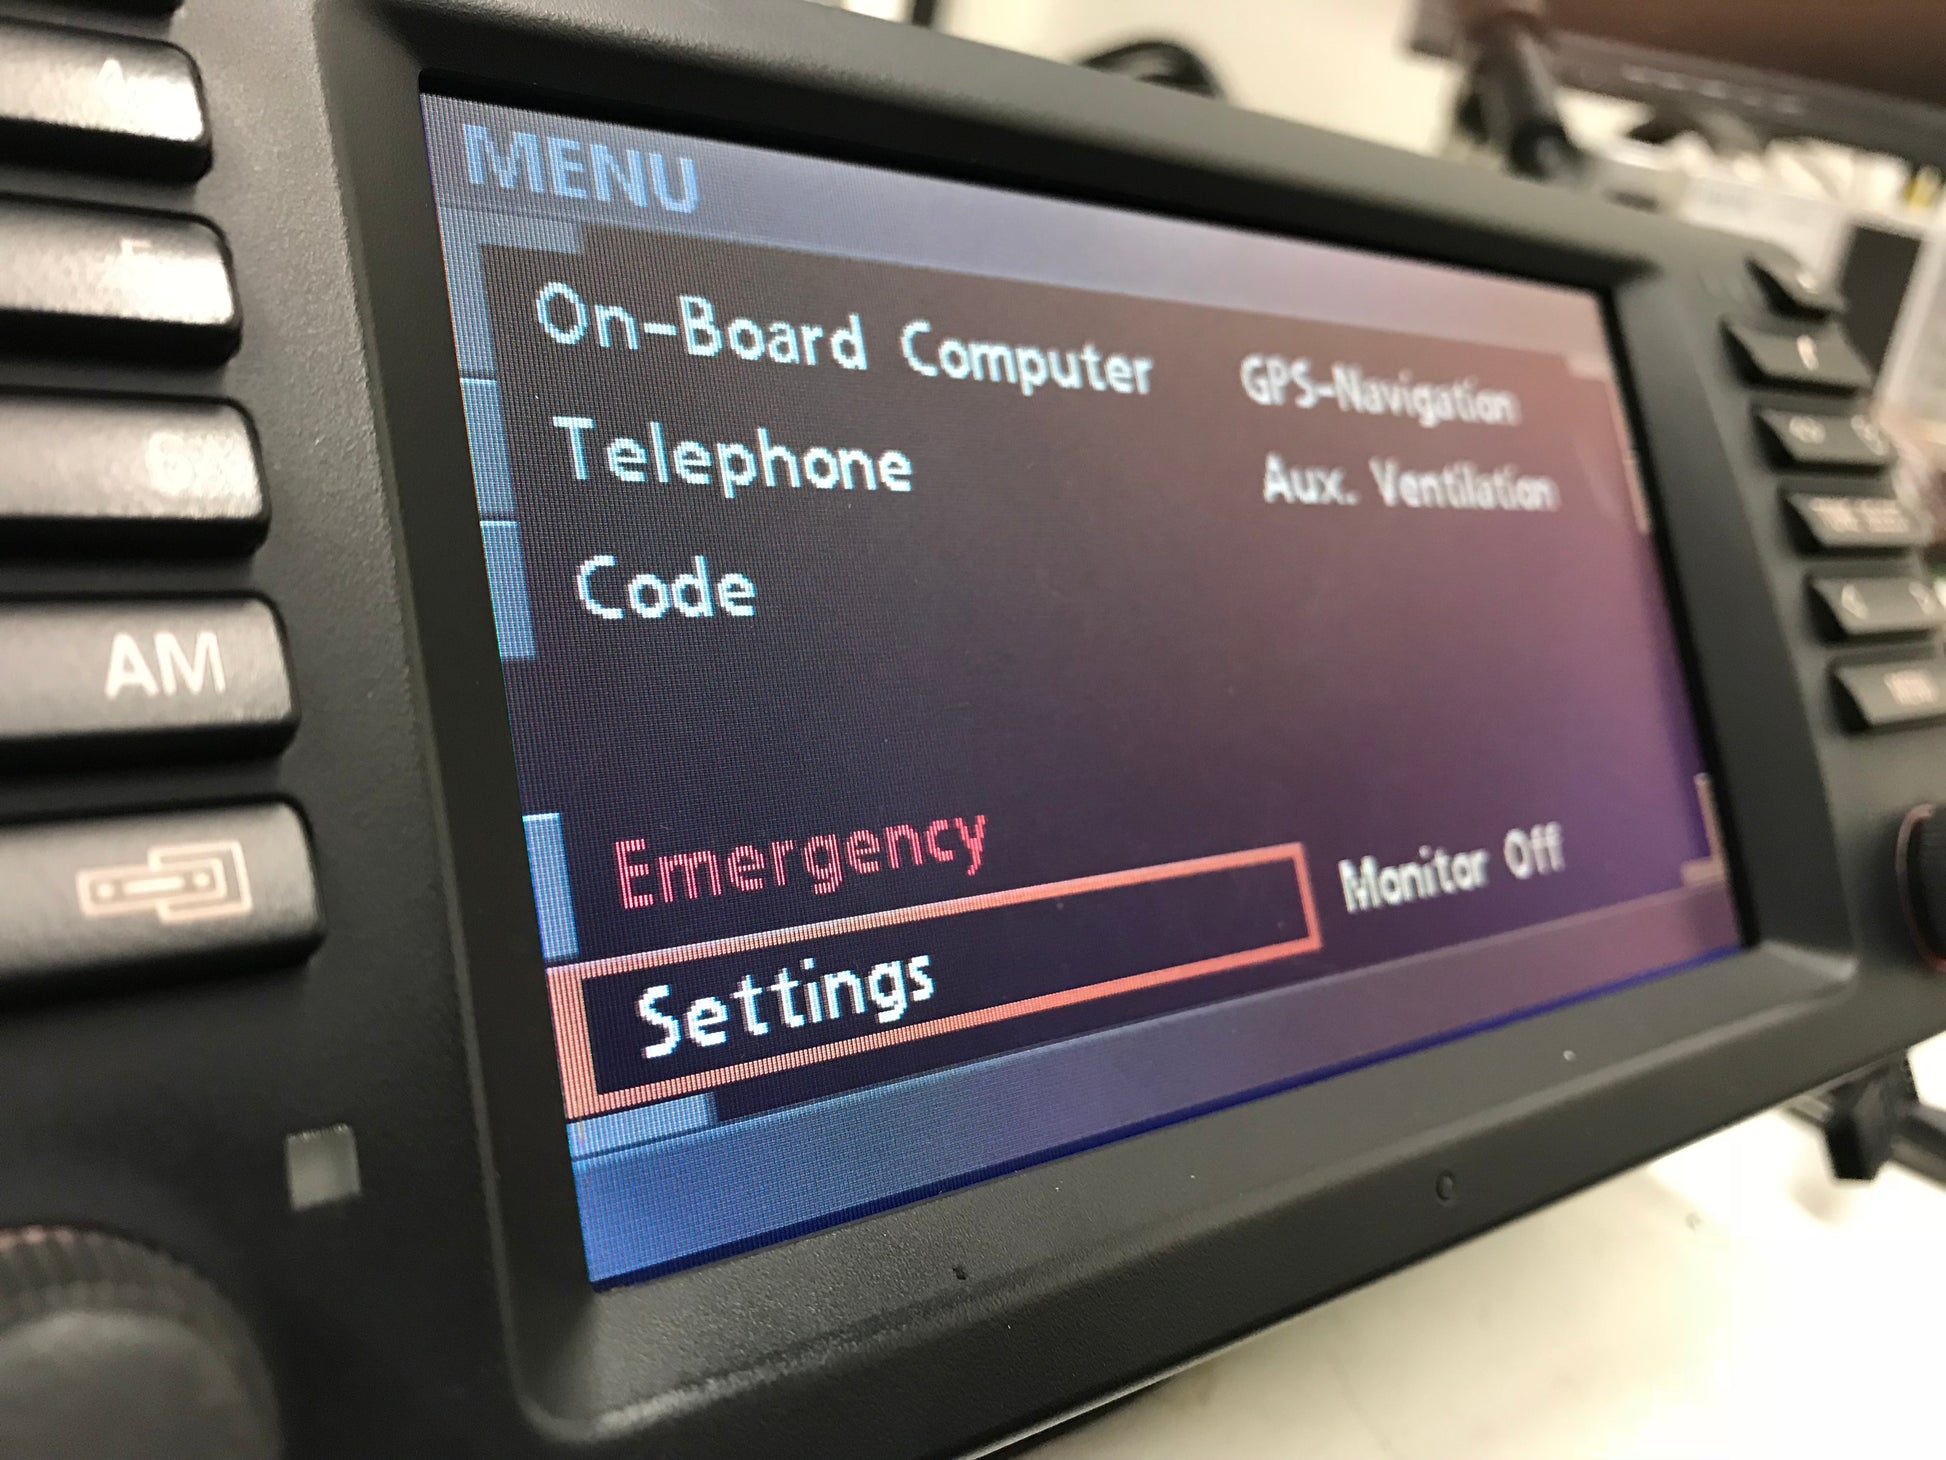 MENU
On-Board Computer GPS-Navigation
Telephone Aux. Ventilation
Code
Emergency
Settings Monitor Off
AM